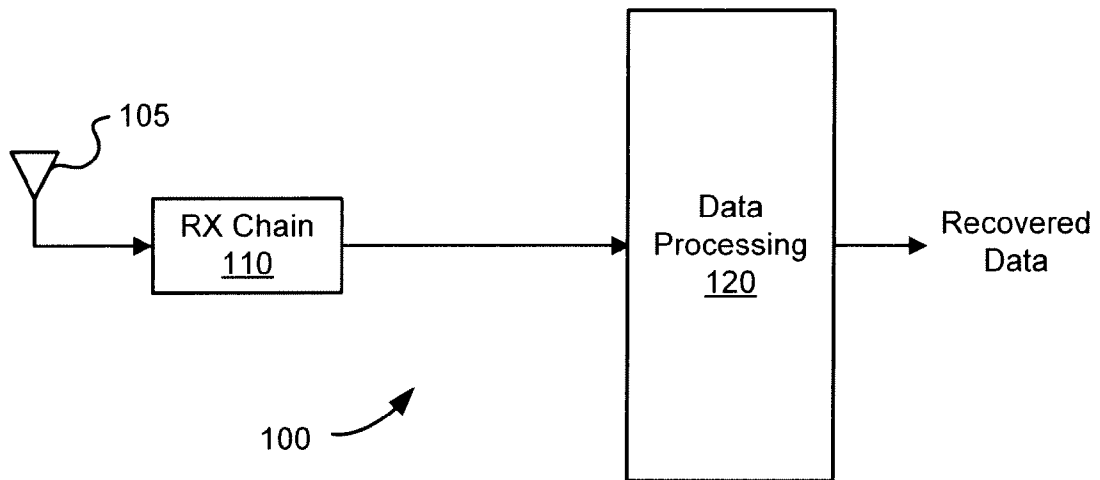 105
RX Chain
110
Data
Processing
120
Recovered
Data
100